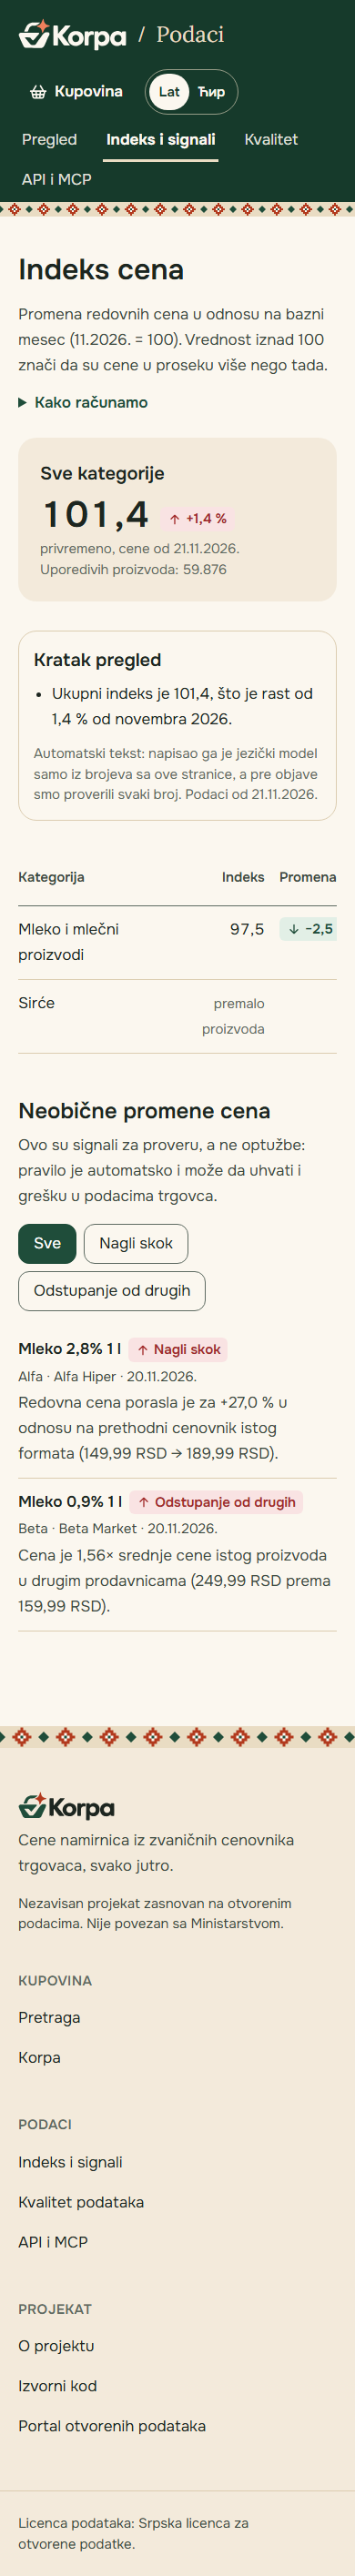 Korpa / Podaci
Kupovina Lat Ћир
Pregled Indeks i signali Kvalitet
API i MCP
Indeks cena
Promena redovnih cena u odnosu na bazni
mesec (11.2026. = 100). Vrednost iznad 100
znači da su cene u proseku više nego tada.
Kako računamo
Sve kategorije
101,4 ↑ +1,4 %
privremeno, cene od 21.11.2026.
Uporedivih proizvoda: 59.876
Kratak pregled
• Ukupni indeks je 101,4, što je rast od
1,4 % od novembra 2026.
Automatski tekst: napisao ga je jezički model
samo iz brojeva sa ove stranice, a pre objave
smo proverili svaki broj. Podaci od 21.11.2026.
Kategorija Indeks Promena
Mleko i mlečni 97,5 ↓ −2,5
proizvodi
Sirće premalo
proizvoda
Neobične promene cena
Ovo su signali za proveru, a ne optužbe:
pravilo je automatsko i može da uhvati i
grešku u podacima trgovca.
Sve Nagli skok
Odstupanje od drugih
Mleko 2,8% 1 l ↑ Nagli skok
Alfa · Alfa Hiper · 20.11.2026.
Redovna cena porasla je za +27,0 % u
odnosu na prethodni cenovnik istog
formata (149,99 RSD → 189,99 RSD).
Mleko 0,9% 1 l ↑ Odstupanje od drugih
Beta · Beta Market · 20.11.2026.
Cena je 1,56× srednje cene istog proizvoda
u drugim prodavnicama (249,99 RSD prema
159,99 RSD).
Korpa
Cene namirnica iz zvaničnih cenovnika
trgovaca, svako jutro.
Nezavisan projekat zasnovan na otvorenim
podacima. Nije povezan sa Ministarstvom.
KUPOVINA
Pretraga
Korpa
PODACI
Indeks i signali
Kvalitet podataka
API i MCP
PROJEKAT
O projektu
Izvorni kod
Portal otvorenih podataka
Licenca podataka: Srpska licenca za
otvorene podatke.